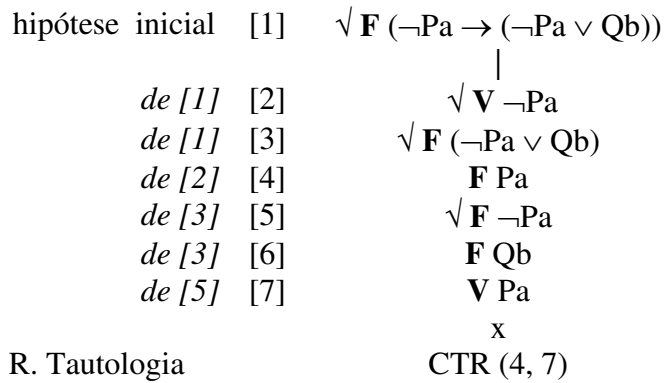 hipótese inicial [1] √ F (¬Pa → (¬Pa ∨ Qb))
|
de [1] [2] √ V ¬Pa
de [1] [3] √ F (¬Pa ∨ Qb)
de [2] [4] F Pa
de [3] [5] √ F ¬Pa
de [3] [6] F Qb
de [5] [7] V Pa
x
R. Tautologia CTR (4, 7)